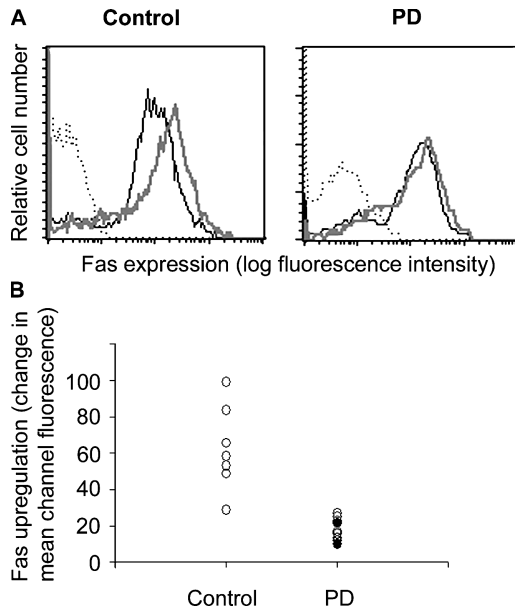 A
Control
PD
Relative cell number
Fas expression (log fluorescence intensity)
B
Fas upregulation (change in
mean channel fluorescence)
100
80
60
40
20
0
Control
PD